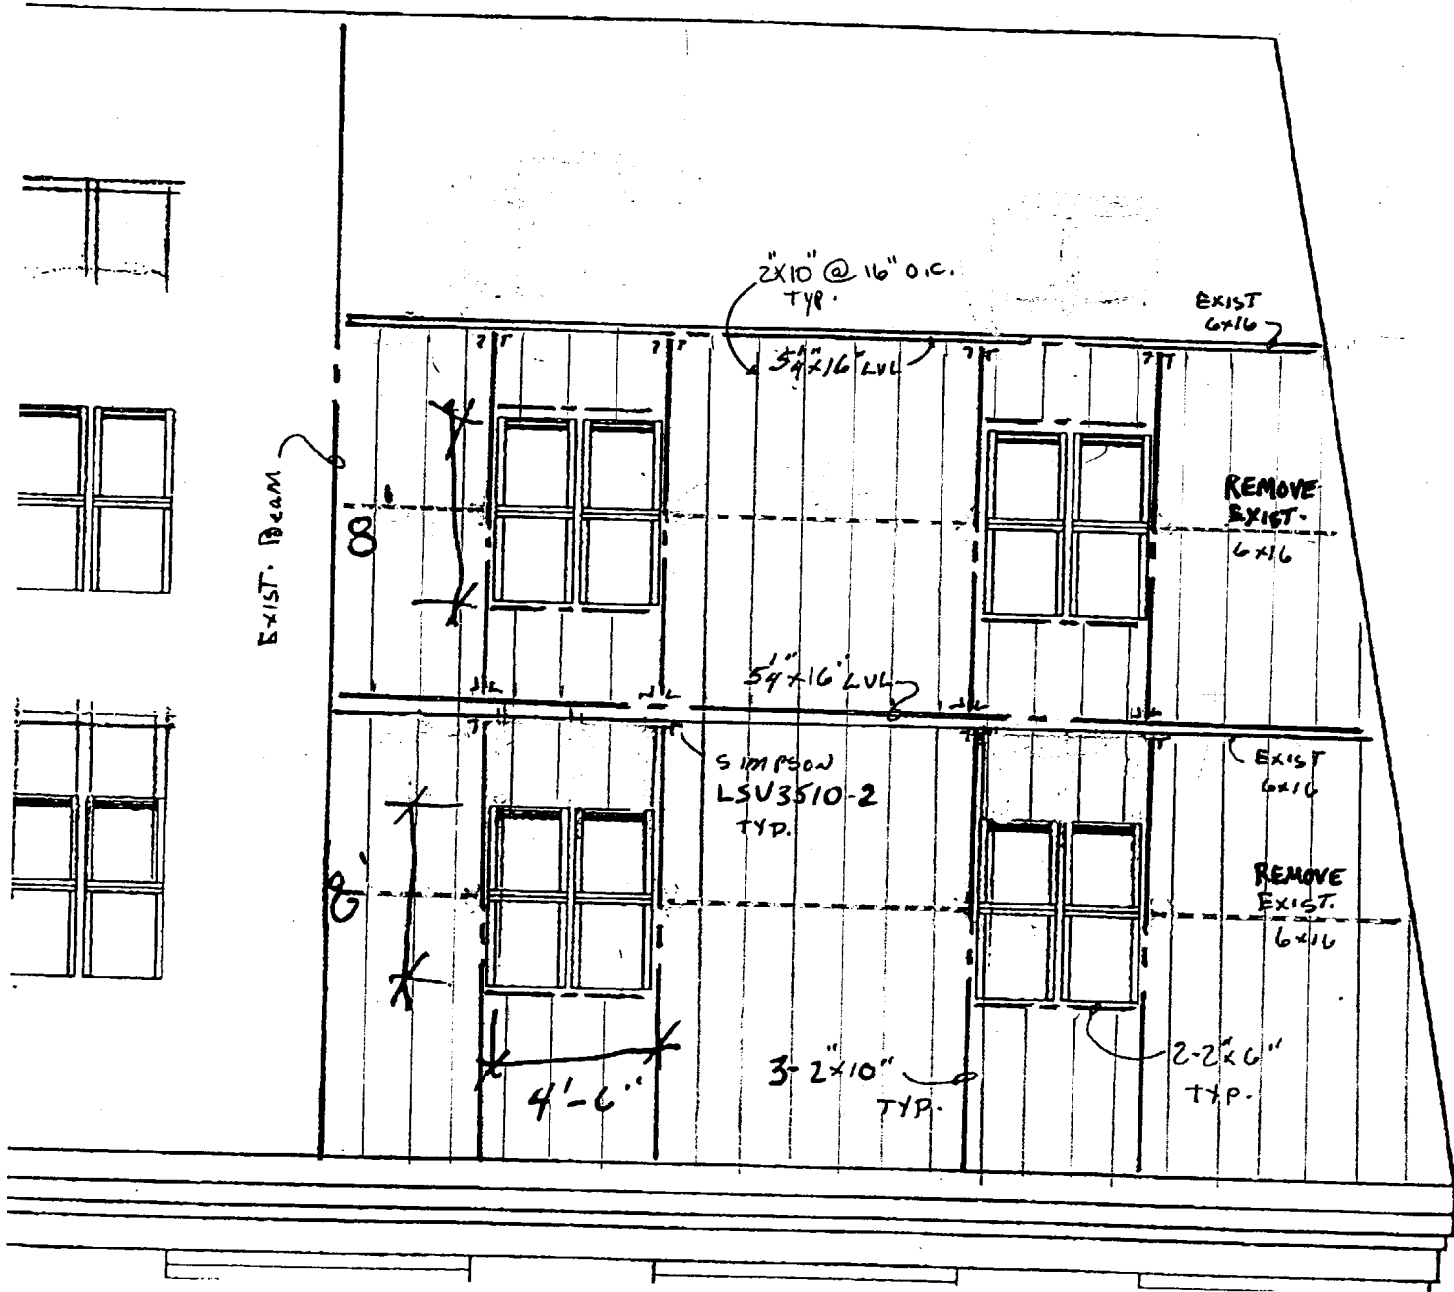 2"X10" @ 16" O.C.
TYP.
EXIST
6x16
5¼"x16" LVL
8'
EXIST. Beam
REMOVE
EXIST.
6x16
5¼"x16" LVL
SIMPSON
LSV3510-2
TYP.
EXIST
6x16
8'
REMOVE
EXIST.
6x16
4'-6"
3-2"x10"
TYP.
2-2"x6"
TYP.